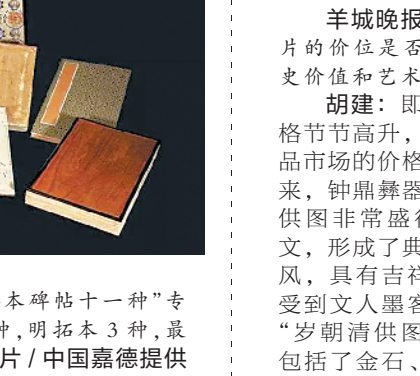 本碑帖十一种”专
种，明拓本 3 种，最
片 / 中国嘉德提供
羊城晚报
片的价位是否
史价值和艺术
胡建：即
格节节高升，
品市场的价格
来，钟鼎彝器
供图非常盛行
文，形成了典
风，具有吉祥
受到文人墨客
“岁朝清供图
包括了金石、